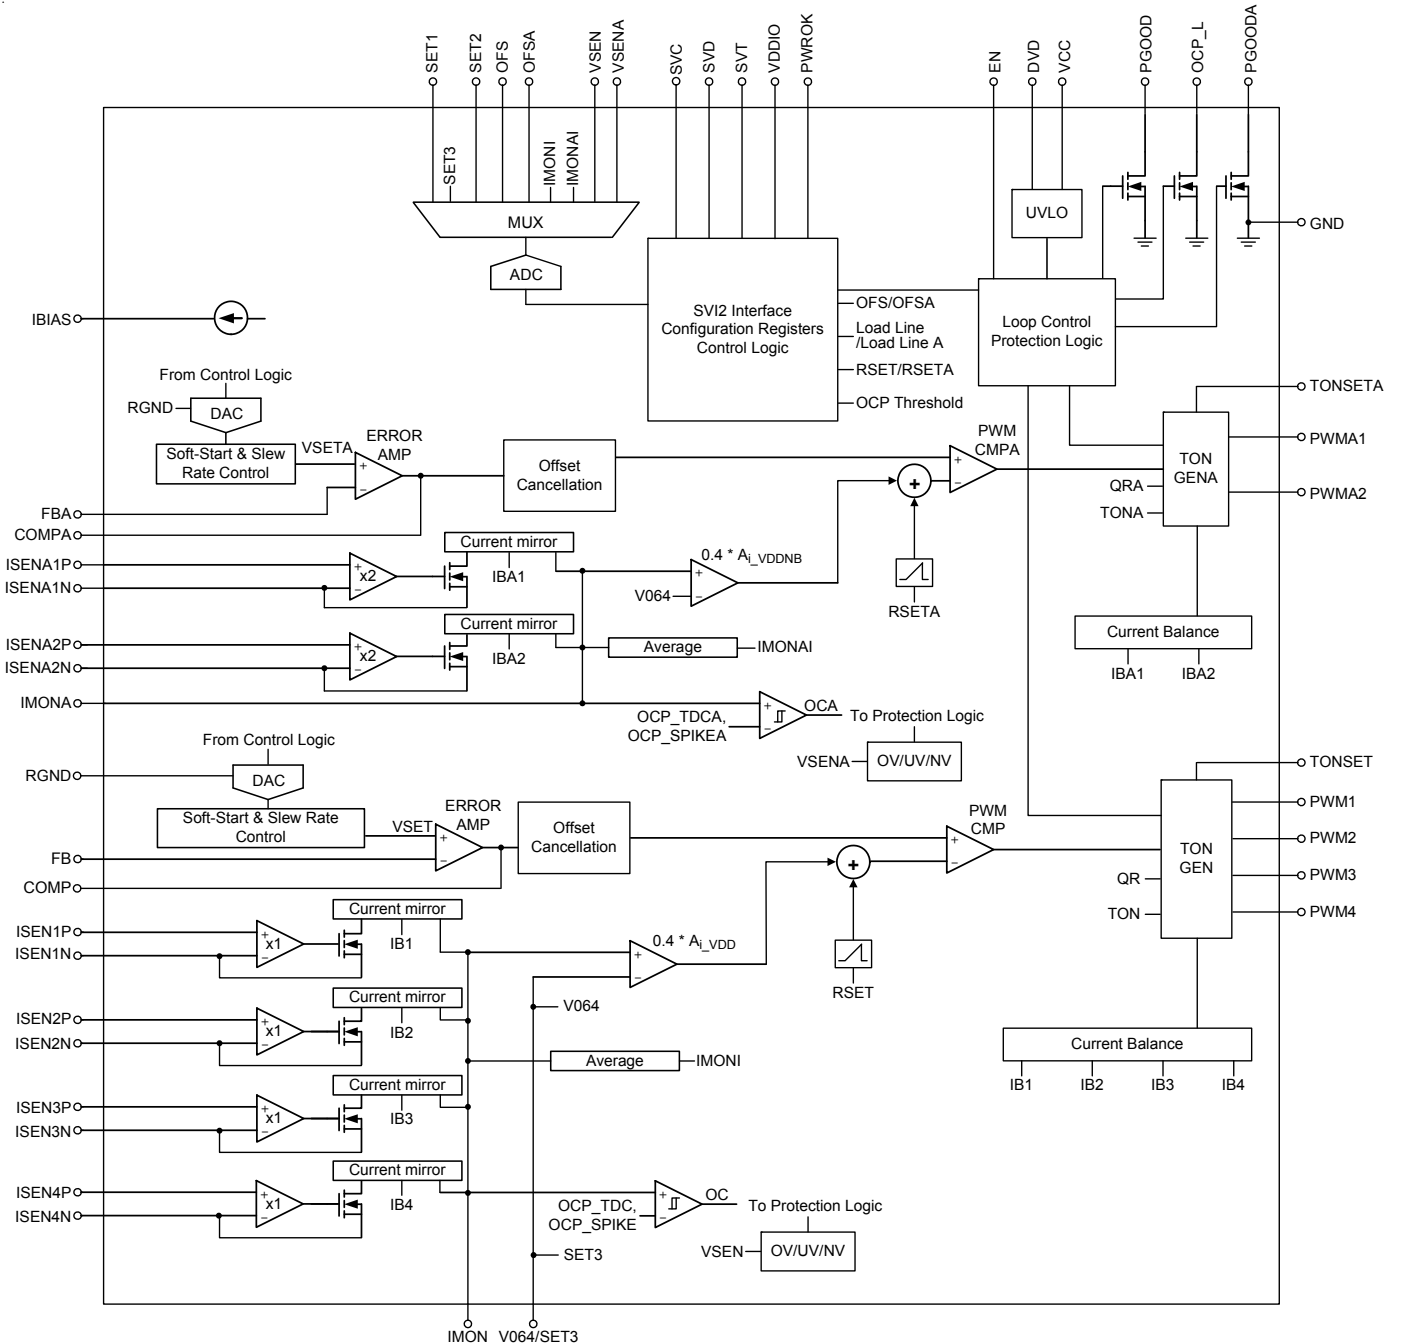 SET1
SET2
OFS
OFSA
VSEN
VSENA
SVC
SVD
SVT
VDDIO
PWROK
EN
DVD
VCC
PGOOD
OCP_L
PGOODA
SET3
IMONI
IMONAI
MUX
ADC
UVLO
GND
IBIAS
SVI2 Interface
Configuration Registers
Control Logic
OFS/OFSA
Load Line
/Load Line A
RSET/RSETA
OCP Threshold
Loop Control
Protection Logic
From Control Logic
RGND
DAC
Soft-Start & Slew
Rate Control
VSETA
ERROR
AMP
+
−
Offset
Cancellation
PWM
CMPA
+
−
+
TON
GENA
QRA
TONA
TONSETA
PWMA1
PWMA2
FBA
COMPA
ISENA1P
ISENA1N
+
−
x2
Current mirror
IBA1
0.4 * Ai_VDDNB
+
−
V064
RSETA
ISENA2P
ISENA2N
+
−
x2
Current mirror
IBA2
Average
IMONAI
Current Balance
IBA1
IBA2
IMONA
+
−
OCP_TDCA,
OCP_SPIKEA
OCA
To Protection Logic
VSENA
OV/UV/NV
From Control Logic
RGND
DAC
Soft-Start & Slew Rate
Control
VSET
ERROR
AMP
+
−
Offset
Cancellation
PWM
CMP
+
−
+
TON
GEN
QR
TON
TONSET
PWM1
PWM2
PWM3
PWM4
FB
COMP
ISEN1P
ISEN1N
+
−
x1
Current mirror
IB1
0.4 * Ai_VDD
+
−
RSET
V064
ISEN2P
ISEN2N
+
−
x1
Current mirror
IB2
Average
IMONI
Current Balance
IB1
IB2
IB3
IB4
ISEN3P
ISEN3N
+
−
x1
Current mirror
IB3
ISEN4P
ISEN4N
+
−
x1
Current mirror
IB4
+
−
OCP_TDC,
OCP_SPIKE
OC
To Protection Logic
VSEN
OV/UV/NV
SET3
IMON
V064/SET3